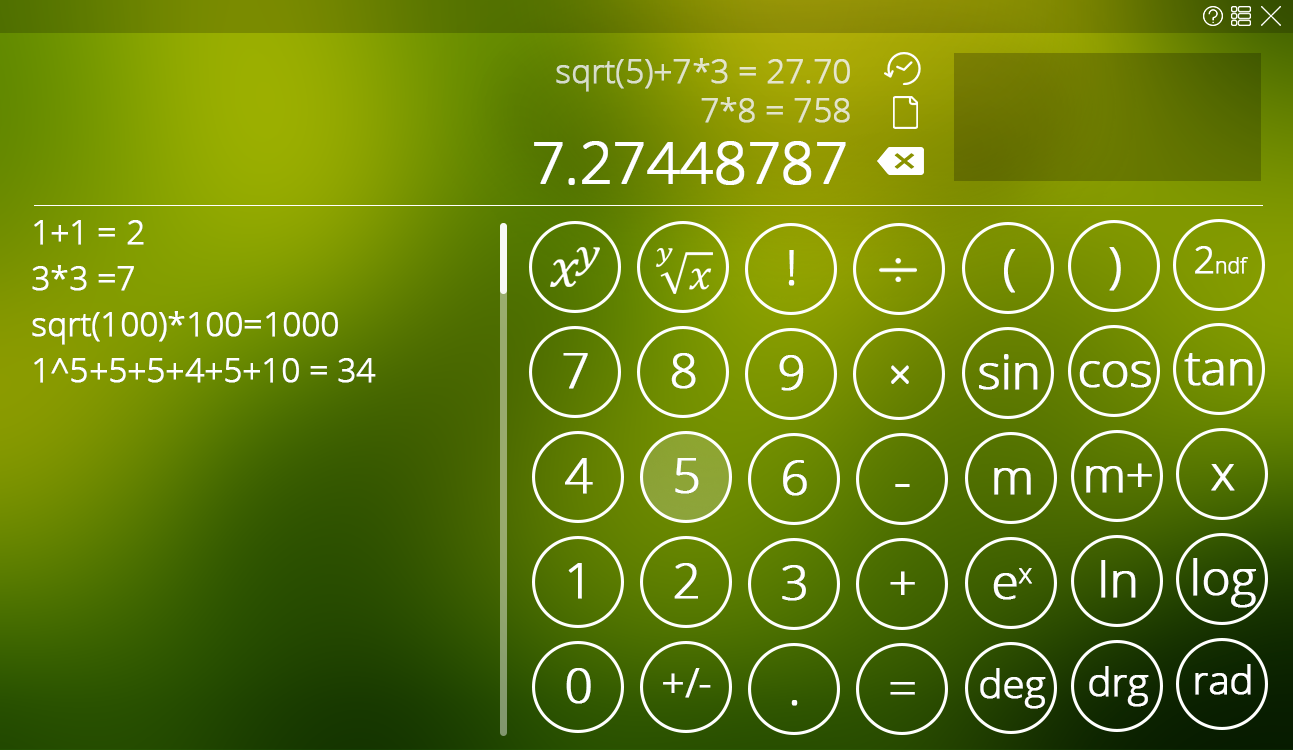 sqrt(5)+7*3 = 27.70
7*8 = 758
7.27448787
1+1 = 2
3*3 =7
sqrt(100)*100=1000
1^5+5+5+4+5+10 = 34
x^y y√x ! ÷ ( ) 2ndf
7 8 9 × sin cos tan
4 5 6 - m m+ x
1 2 3 + e^x ln log
0 +/- . = deg drg rad